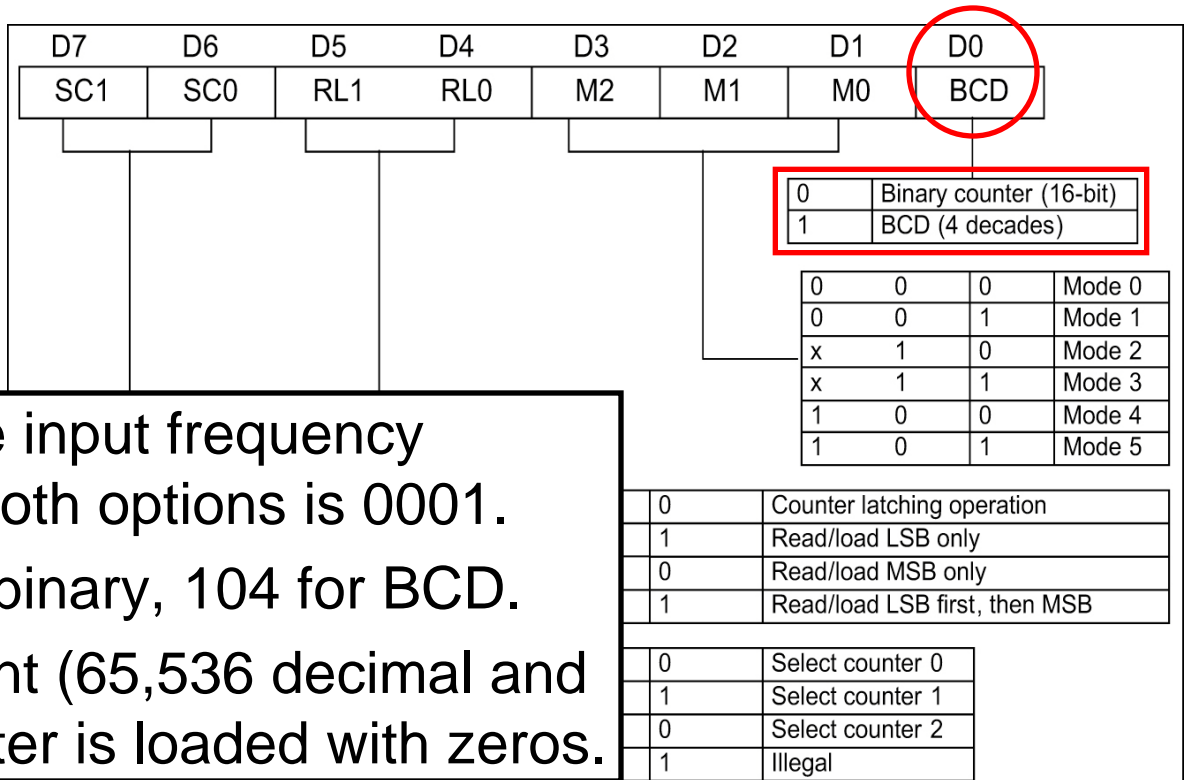 D7 D6 D5 D4 D3 D2 D1 D0
SC1 SC0 RL1 RL0 M2 M1 M0 BCD
0 Binary counter (16-bit)
1 BCD (4 decades)
0 0 0 Mode 0
0 0 1 Mode 1
x 1 0 Mode 2
x 1 1 Mode 3
1 0 0 Mode 4
1 0 1 Mode 5
input frequency
options is 0001.
binary, 104 for BCD.
(65,536 decimal and
is loaded with zeros.
0 Counter latching operation
1 Read/load LSB only
0 Read/load MSB only
1 Read/load LSB first, then MSB
0 Select counter 0
1 Select counter 1
0 Select counter 2
1 Illegal